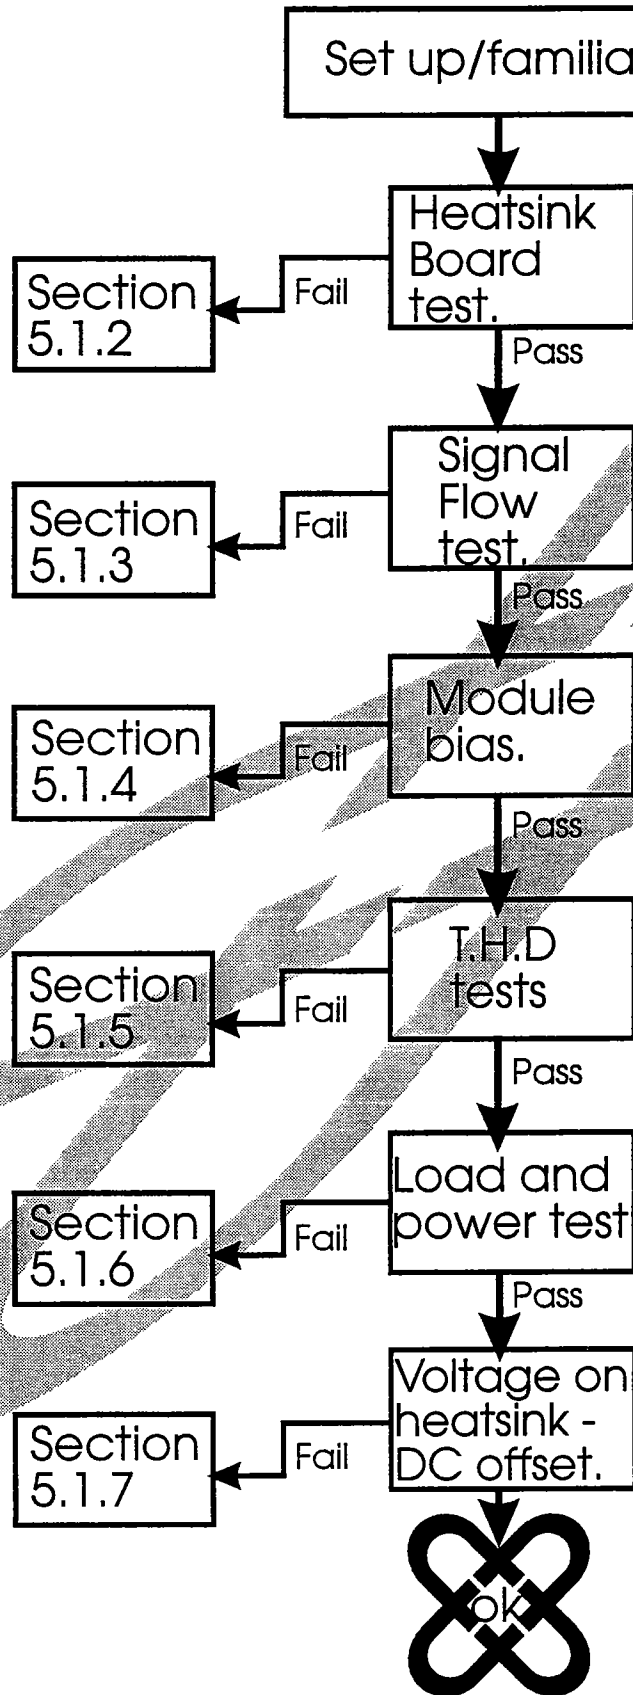 Set up/familia
Heatsink
Board
test.
Fail
Section
5.1.2
Pass
Signal
Flow
test.
Fail
Section
5.1.3
Pass
Module
bias.
Fail
Section
5.1.4
Pass
T.H.D
tests
Fail
Section
5.1.5
Pass
Load and
power test
Fail
Section
5.1.6
Pass
Voltage on
heatsink -
DC offset.
Fail
Section
5.1.7
ok